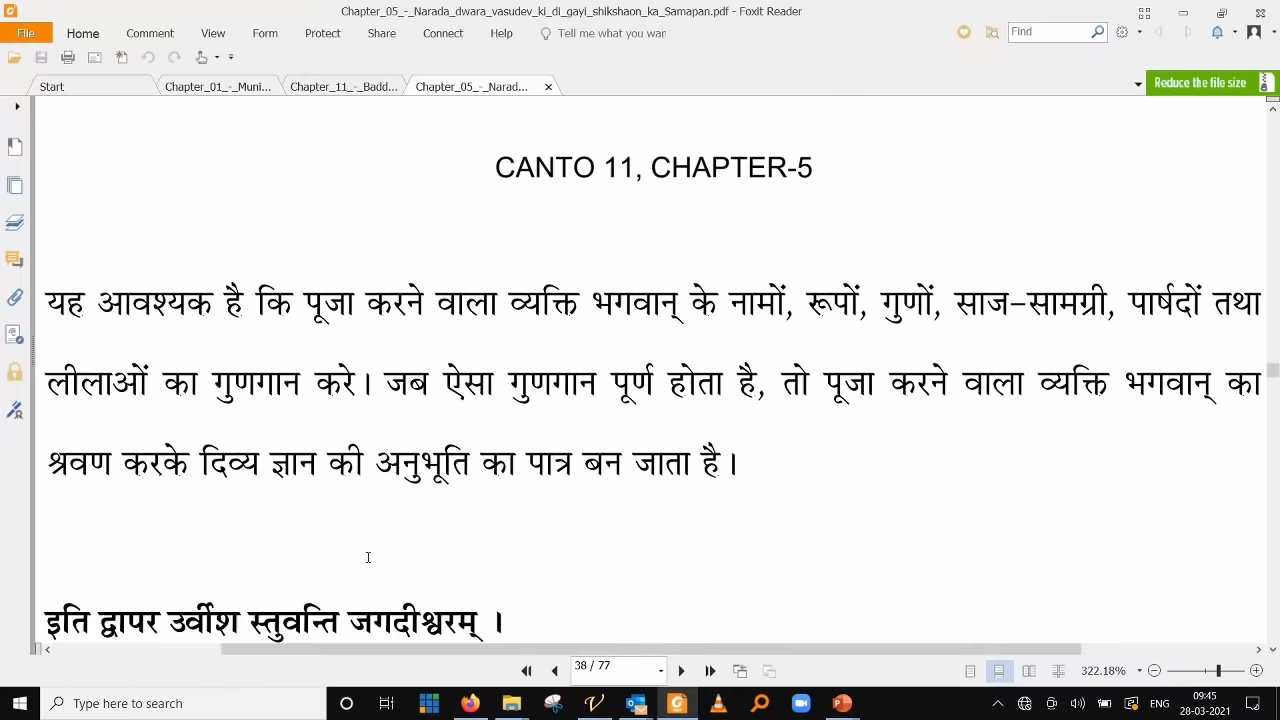 Chapter_05_-_Narada_dwara_vasudev_ki_di_gayi_shikshaon_ka_Samapan.pdf - Foxit Reader
File Home Comment View Form Protect Share Connect Help Tell me what you wan Find
Start Chapter_01_-_Muni... Chapter_11_-_Badd... Chapter_05_-_Narad... Reduce the file size
CANTO 11, CHAPTER-5
यह आवश्यक है कि पूजा करने वाला व्यक्ति भगवान् के नामों, रूपों, गुणों, साज-सामग्री, पार्षदों तथा
लीलाओं का गुणगान करे। जब ऐसा गुणगान पूर्ण होता है, तो पूजा करने वाला व्यक्ति भगवान् का
श्रवण करके दिव्य ज्ञान की अनुभूति का पात्र बन जाता है।
इति द्वापर उर्वीश स्तुवन्ति जगदीश्वरम् ।
38 / 77 322.18%
Type here to search ENG 09:45
28-03-2021